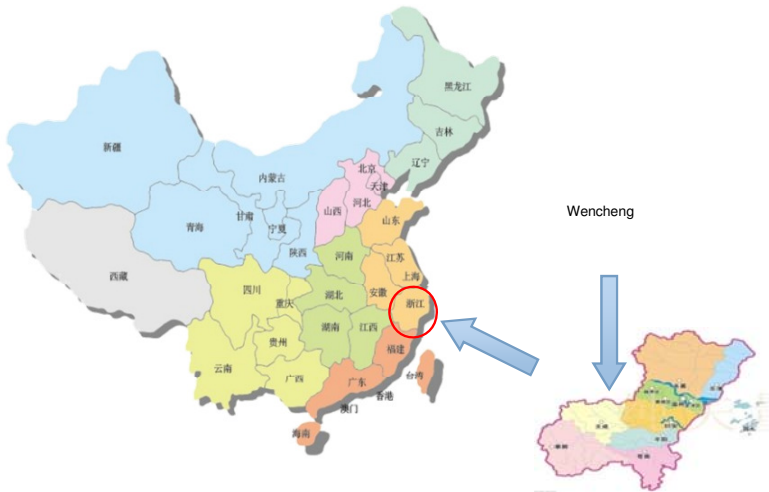 黑龙江
吉林
辽宁
新疆
内蒙古
北京
天津
河北
山西
山东
甘肃
宁夏
青海
陕西
河南
江苏
上海
安徽
西藏
四川
重庆
湖北
浙江
湖南
江西
贵州
福建
云南
广西
广东
台湾
香港
澳门
海南
Wencheng